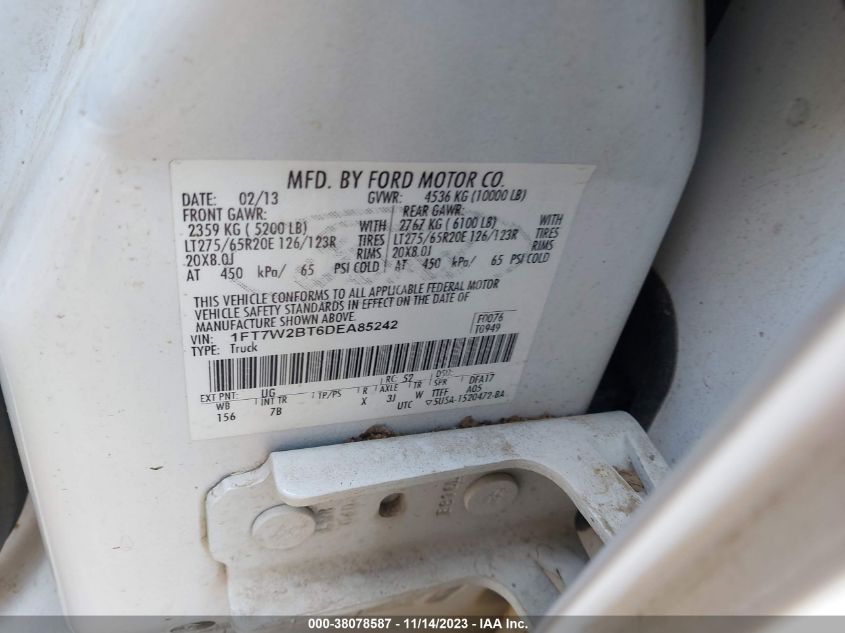 MFD. BY FORD MOTOR CO.
DATE: 02/13 GVWR: 4536 KG (10000 LB)
FRONT GAWR: REAR GAWR:
2359 KG ( 5200 LB) WITH 2767 KG ( 6100 LB) WITH
LT275/65R20E 126/123R TIRES LT275/65R20E 126/123R TIRES
20X8.0J RIMS 20X8.0J RIMS
AT 450 kPa/ 65 PSI COLD AT 450 kPa/ 65 PSI COLD
THIS VEHICLE CONFORMS TO ALL APPLICABLE FEDERAL MOTOR
VEHICLE SAFETY STANDARDS IN EFFECT ON THE DATE OF
MANUFACTURE SHOWN ABOVE.
VIN: 1FT7W2BT6DEA85242 F0076
TYPE: Truck T0949
EXT PNT: UG RC: 52 DSO:
WB INT TR TP/PS R AXLE TR SPR DFA17
156 7B X 3J W TTFF A05
UTC ▽5U5A-1520472-BA
000-38078587 - 11/14/2023 - IAA Inc.